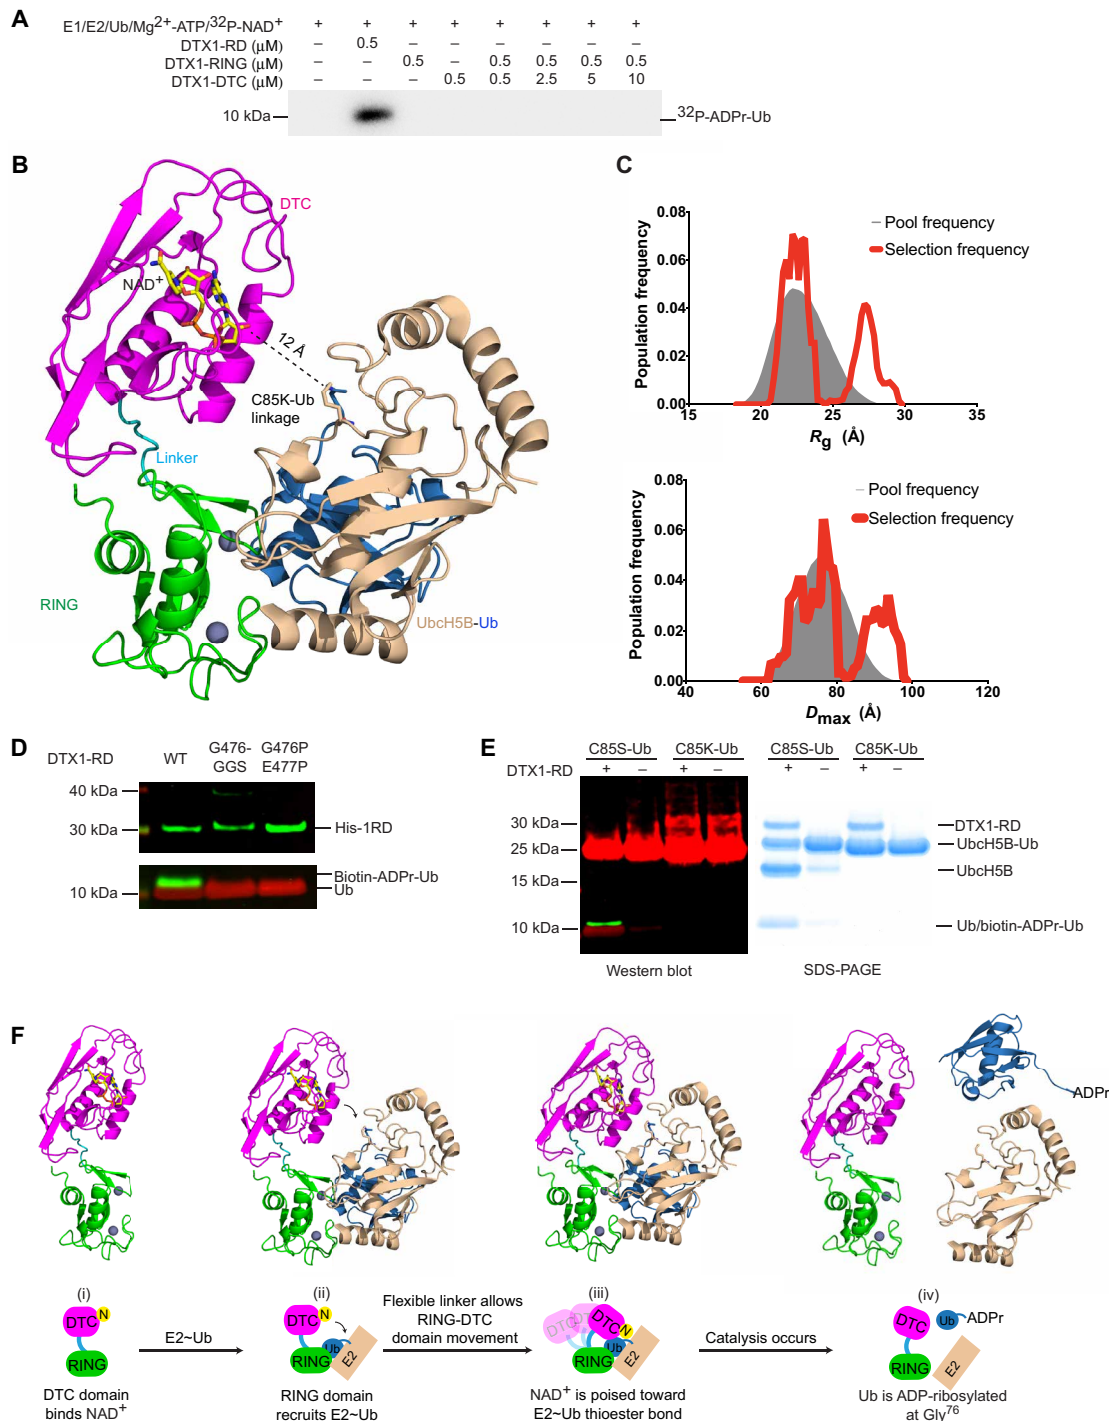 A
E1/E2/Ub/Mg2+-ATP/32P-NAD+ + + + + + + + +
DTX1-RD (μM) – 0.5 – – – – – –
DTX1-RING (μM) – – 0.5 – 0.5 0.5 0.5 0.5
DTX1-DTC (μM) – – – 0.5 0.5 2.5 5 10
10 kDa
32P-ADPr-Ub
B
DTC
NAD+
12 Å
C85K-Ub
linkage
Linker
RING
UbcH5B-Ub
C
Population frequency
0.08
0.06
0.04
0.02
0.00
15 20 25 30 35
Rg (Å)
Pool frequency
Selection frequency
Population frequency
0.08
0.06
0.04
0.02
0.00
40 60 80 100 120
Dmax (Å)
Pool frequency
Selection frequency
D
DTX1-RD
WT
G476-
GGS
G476P
E477P
40 kDa
30 kDa
His-1RD
Biotin-ADPr-Ub
Ub
10 kDa
E
C85S-Ub C85K-Ub C85S-Ub C85K-Ub
DTX1-RD + – + – + – + –
30 kDa
25 kDa
15 kDa
10 kDa
DTX1-RD
UbcH5B-Ub
UbcH5B
Ub/biotin-ADPr-Ub
Western blot
SDS-PAGE
F
ADPr
(i)
DTC
N
RING
DTC domain
binds NAD+
E2~Ub
(ii)
DTC
N
Ub
RING
E2
RING domain
recruits E2~Ub
Flexible linker allows
RING-DTC
domain movement
(iii)
DTC
DT
DTC
N
Ub
RING
E2
NAD+ is poised toward
E2~Ub thioester bond
Catalysis occurs
(iv)
DTC
Ub
ADPr
RING
E2
Ub is ADP-ribosylated
at Gly76